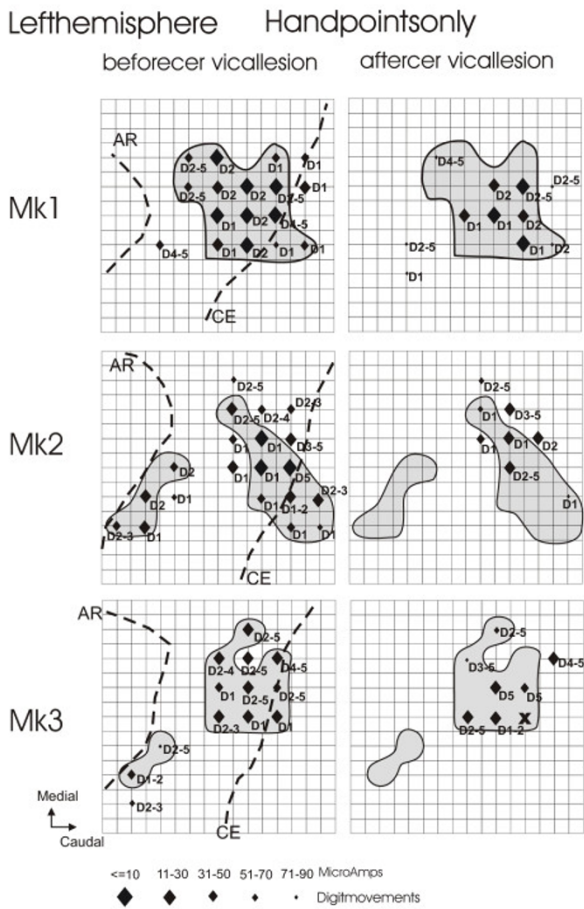 Lefthemisphere Handpointsonly
beforecer vicallesion aftercer vicallesion
Mk1
AR
D2-5 D2 D1 D1
D2-5 D2 D2 D2-5 D1
D1 D2 D4-5
D4-5 D1 D2 D1 D1
CE
D4-5
D2 D2-5 D2-5
D1 D1 D2
D2-5 D1 D2
D1
Mk2
AR
D2-5
D2-5 D2-4 D2-3
D1 D1 D3-5
D2 D1 D1 D5
D2 D1 D1 D1-2 D2-3
D2-3 D1 D1 D1
CE
D2-5
D1 D3-5
D1 D1 D2
D2-5
D1
Mk3
AR
D2-5
D2-4 D2-5 D4-5
D1 D2-5 D2-5
D2-3 D1 D1
D2-5
D1-2
D2-3
CE
D2-5
D3-5 D4-5
D5 D5
D2-5 D1-2 x
Medial
Caudal
<=10 11-30 31-50 51-70 71-90 MicroAmps
Digitmovements